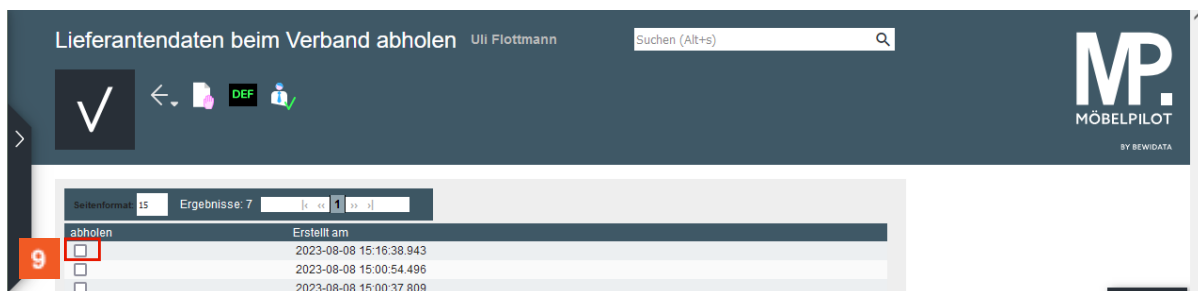 Lieferantendaten beim Verband abholen Uli Flottmann
Suchen (Alt+s)
DEF
MP.
MÖBELPILOT
BY BEWIDATA
Seitenformat: 15 Ergebnisse: 7 |‹ ‹‹ 1 ›› ›|
abholen Erstellt am
9
2023-08-08 15:16:38.943
2023-08-08 15:00:54.496
2023-08-08 15:00:37.809